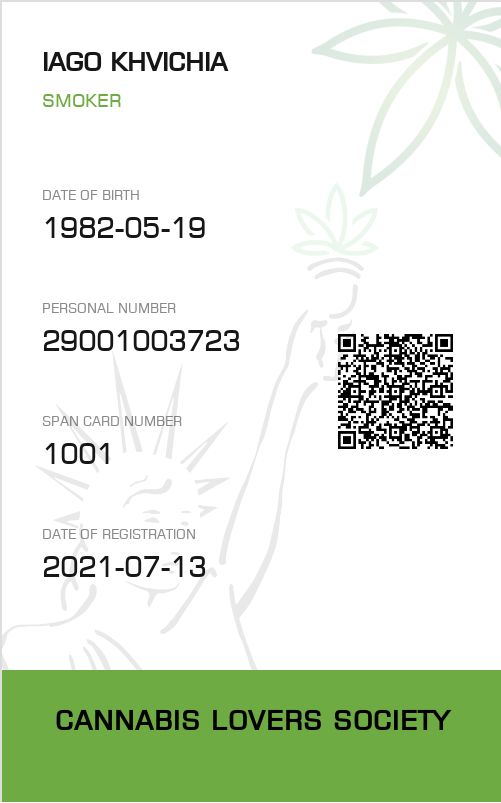 IAGO KHVICHIA
SMOKER
DATE OF BIRTH
1982-05-19
PERSONAL NUMBER
29001003723
SPAN CARD NUMBER
1001
DATE OF REGISTRATION
2021-07-13
CANNABIS LOVERS SOCIETY